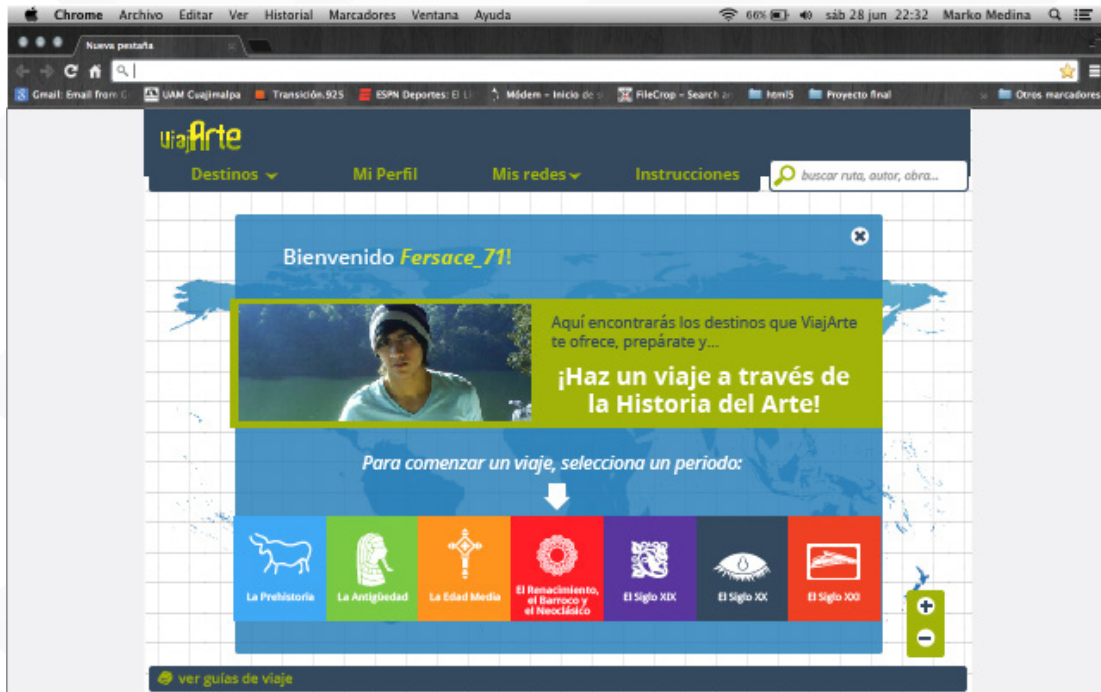 Chrome Archivo Editar Ver Historial Marcadores Ventana Ayuda 66% sáb 28 jun 22:32 Marko Medina
Nueva pestaña
Gmail: Email from G UAM Cuajimalpa Transición.925 ESPN Deportes: El Li Módem – Inicio de s FileCrop – Search an html5 Proyecto final Otros marcadores
ViajArte
Destinos Mi Perfil Mis redes Instrucciones buscar ruta, autor, obra...
Bienvenido Fersace_71!
Aquí encontrarás los destinos que ViajArte
te ofrece, prepárate y...
¡Haz un viaje a través de
la Historia del Arte!
Para comenzar un viaje, selecciona un periodo:
La Prehistoria
La Antigüedad
La Edad Media
El Renacimiento,
el Barroco y
el Neoclásico
El Siglo XIX
El Siglo XX
El Siglo XXI
ver guías de viaje